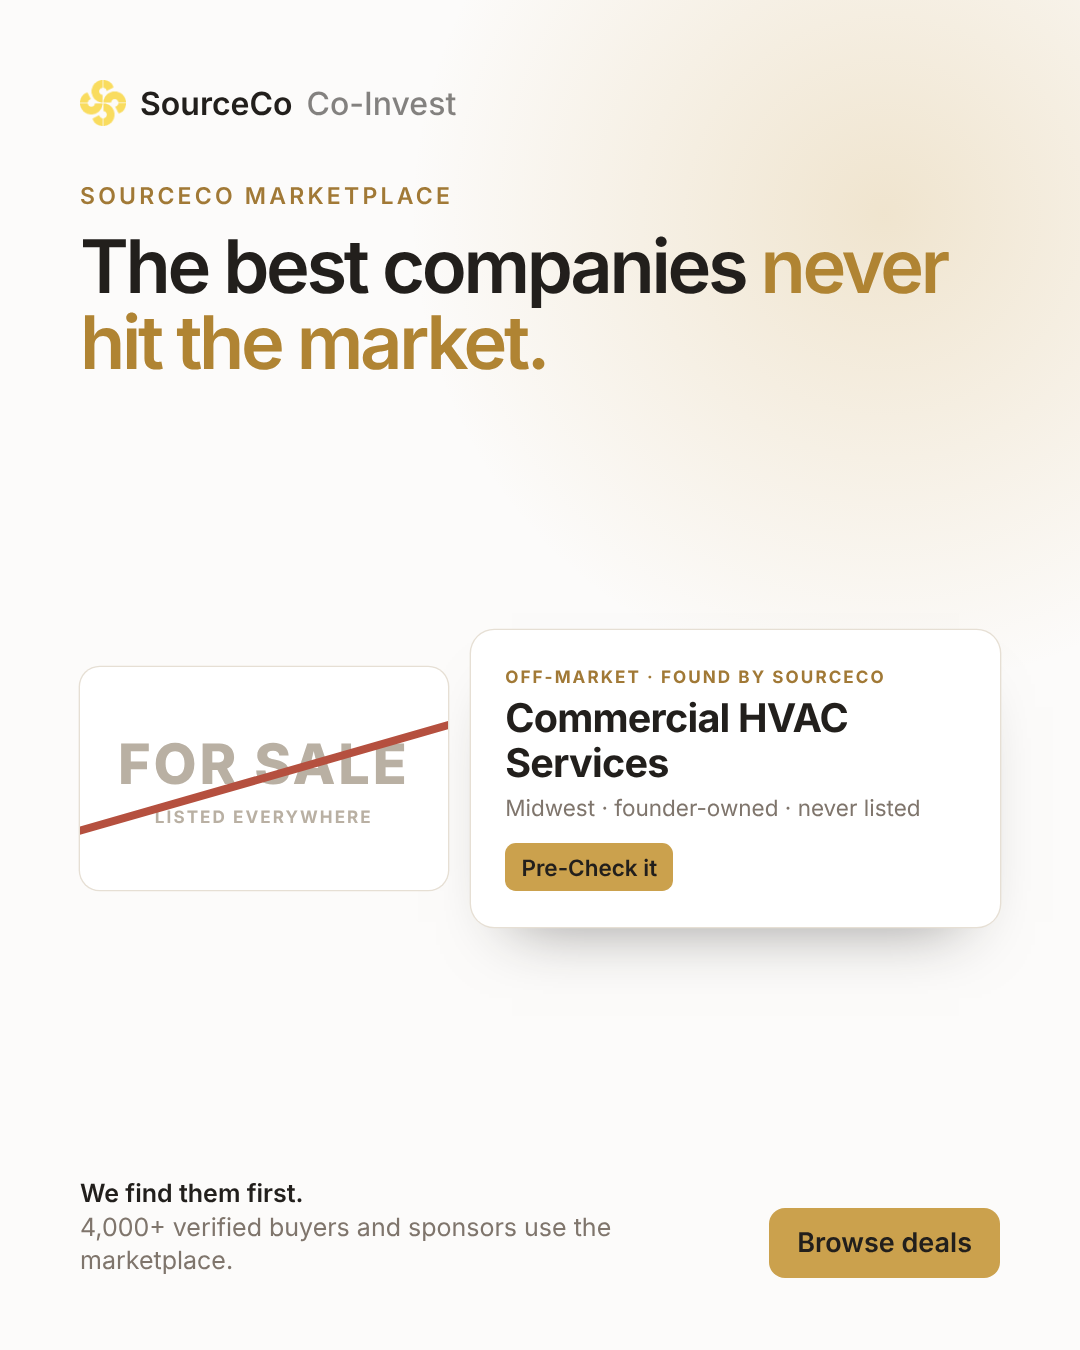 SourceCo Co-Invest
SOURCECO MARKETPLACE
The best companies never
hit the market.
FOR SALE
LISTED EVERYWHERE
OFF-MARKET · FOUND BY SOURCECO
Commercial HVAC
Services
Midwest · founder-owned · never listed
Pre-Check it
We find them first.
4,000+ verified buyers and sponsors use the
marketplace.
Browse deals